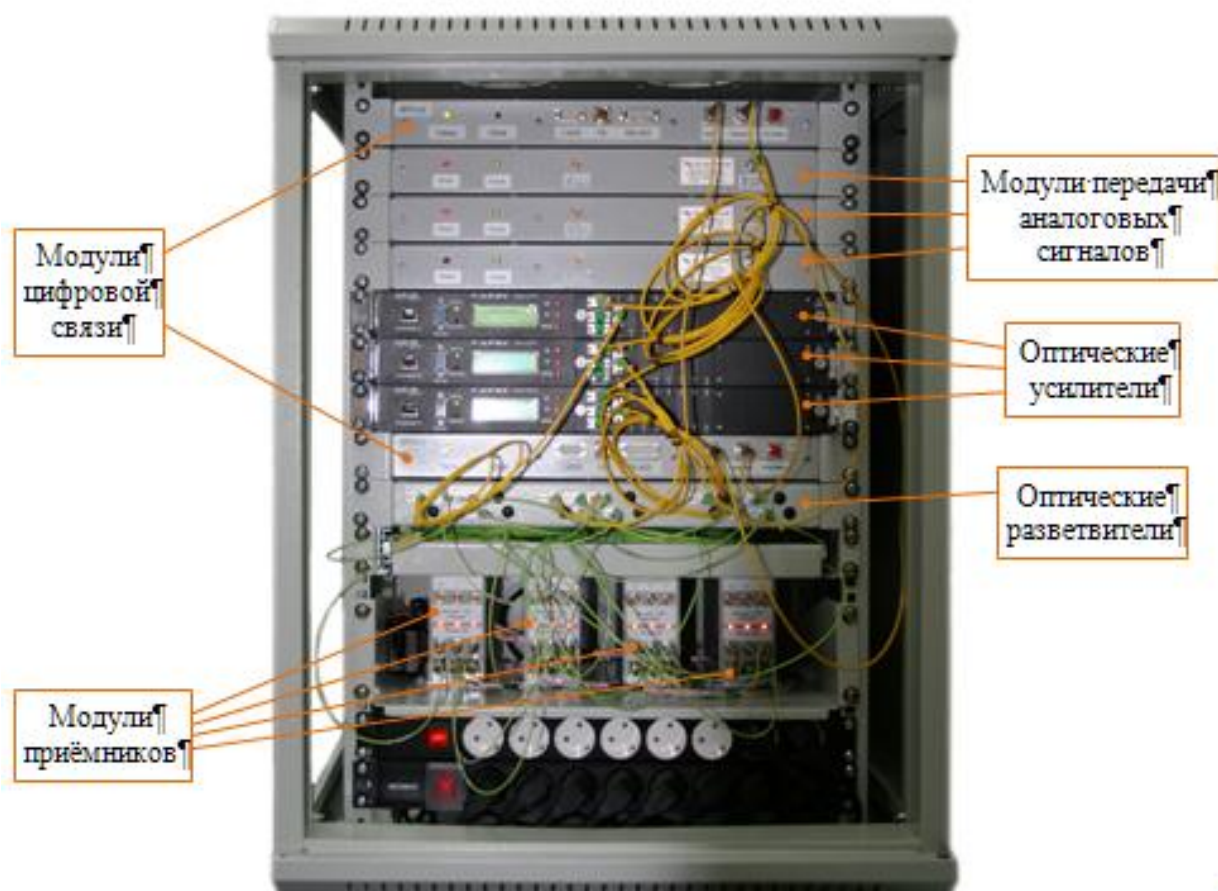 Модули¶
цифровой¶
связи¶
Модули·передачи¶
аналоговых¶
сигналов¶
Оптические¶
усилители¶
Оптические¶
разветвители¶
Модули¶
приёмников¶